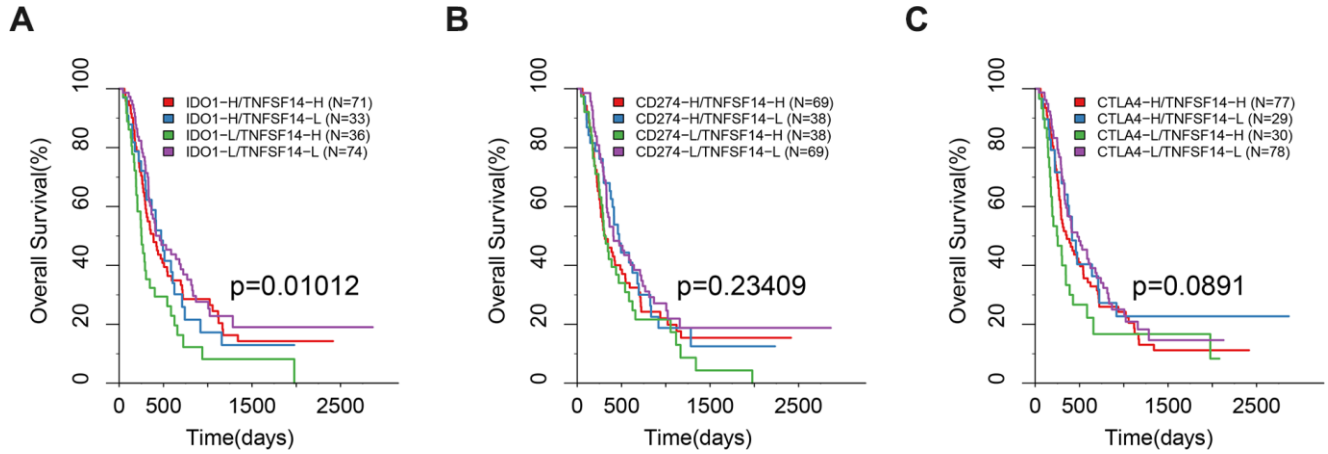 A
Overall Survival(%)
100
80
60
40
20
0
IDO1−H/TNFSF14−H (N=71)
IDO1−H/TNFSF14−L (N=33)
IDO1−L/TNFSF14−H (N=36)
IDO1−L/TNFSF14−L (N=74)
p=0.01012
0 500 1500 2500
Time(days)
B
Overall Survival(%)
100
80
60
40
20
0
CD274−H/TNFSF14−H (N=69)
CD274−H/TNFSF14−L (N=38)
CD274−L/TNFSF14−H (N=38)
CD274−L/TNFSF14−L (N=69)
p=0.23409
0 500 1500 2500
Time(days)
C
Overall Survival(%)
100
80
60
40
20
0
CTLA4−H/TNFSF14−H (N=77)
CTLA4−H/TNFSF14−L (N=29)
CTLA4−L/TNFSF14−H (N=30)
CTLA4−L/TNFSF14−L (N=78)
p=0.0891
0 500 1500 2500
Time(days)